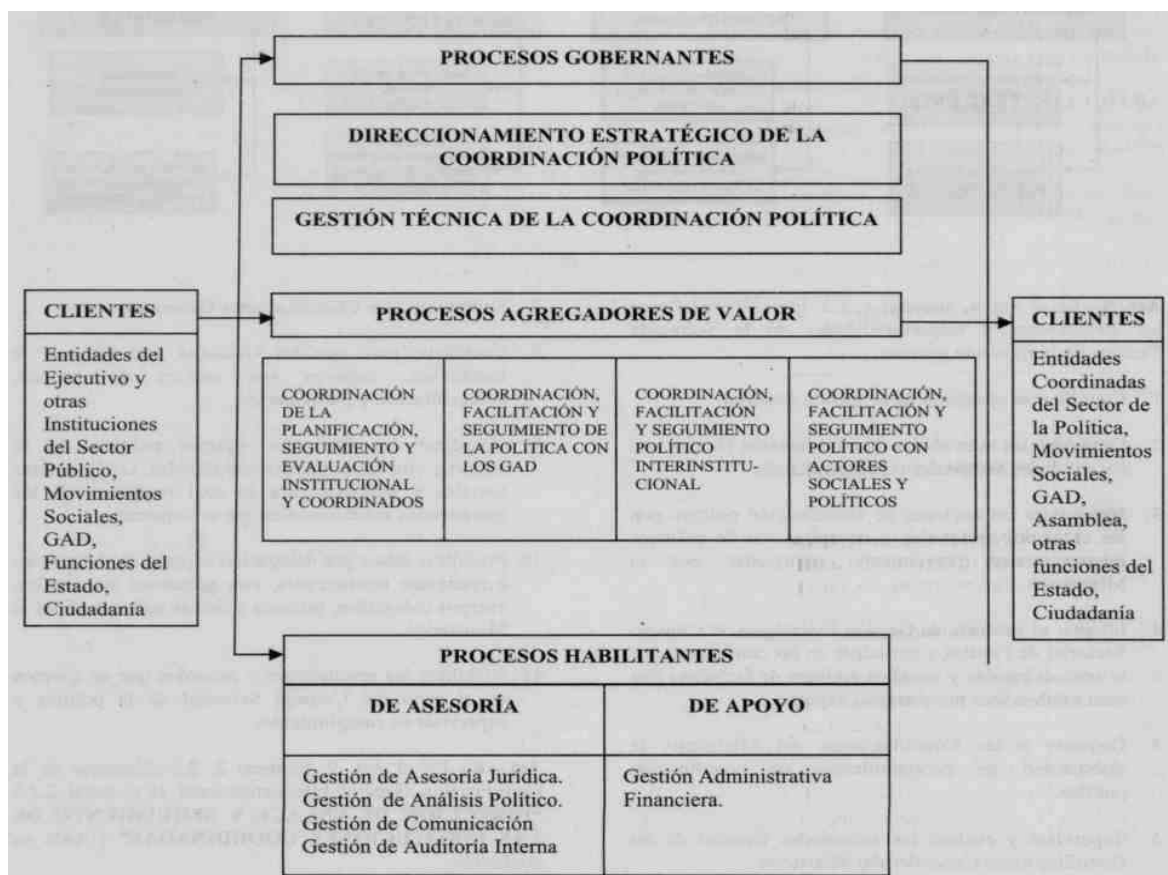 PROCESOS GOBERNANTES
DIRECCIONAMIENTO ESTRATÉGICO DE LA
COORDINACIÓN POLÍTICA
GESTIÓN TÉCNICA DE LA COORDINACIÓN POLÍTICA
CLIENTES
Entidades del
Ejecutivo y
otras
Instituciones
del Sector
Público,
Movimientos
Sociales,
GAD,
Funciones del
Estado,
Ciudadanía
PROCESOS AGREGADORES DE VALOR
COORDINACIÓN
DE LA
PLANIFICACIÓN,
SEGUIMIENTO Y
EVALUACIÓN
INSTITUCIONAL
Y COORDINADOS
COORDINACIÓN,
FACILITACIÓN Y
SEGUIMIENTO DE
LA POLÍTICA CON
LOS GAD
COORDINACIÓN,
FACILITACIÓN
Y SEGUIMIENTO
POLÍTICO
INTERINSTITU-
CIONAL
COORDINACIÓN,
FACILITACIÓN Y
SEGUIMIENTO
POLÍTICO CON
ACTORES
SOCIALES Y
POLÍTICOS
CLIENTES
Entidades
Coordinadas
del Sector de
la Política,
Movimientos
Sociales,
GAD,
Asamblea,
otras
funciones del
Estado,
Ciudadanía
PROCESOS HABILITANTES
DE ASESORÍA
Gestión de Asesoría Jurídica.
Gestión de Análisis Político.
Gestión de Comunicación
Gestión de Auditoría Interna
DE APOYO
Gestión Administrativa
Financiera.